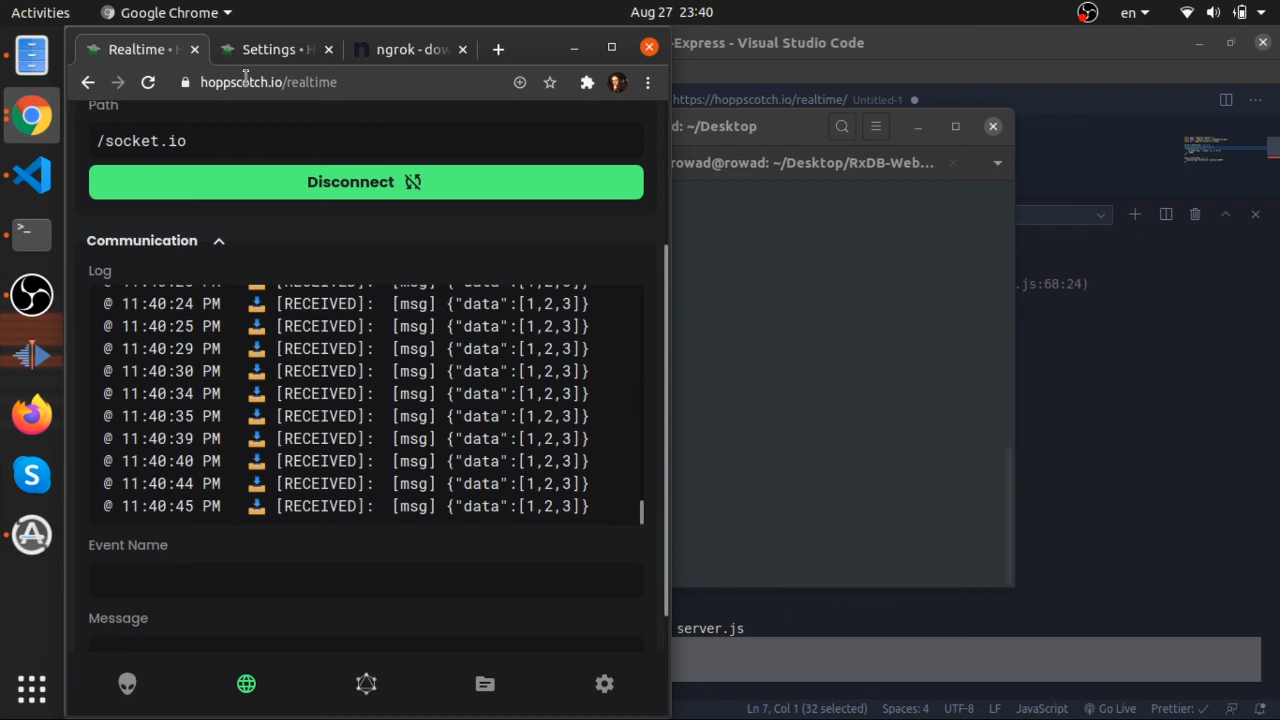 Activities
Google Chrome
Aug 27 23:40
en
Realtime • H
Settings • H
ngrok - dow
hoppscotch.io/realtime
Path
/socket.io
Disconnect
Communication
Log
@ 11:40:24 PM [RECEIVED]: [msg] {"data":[1,2,3]}
@ 11:40:25 PM [RECEIVED]: [msg] {"data":[1,2,3]}
@ 11:40:29 PM [RECEIVED]: [msg] {"data":[1,2,3]}
@ 11:40:30 PM [RECEIVED]: [msg] {"data":[1,2,3]}
@ 11:40:34 PM [RECEIVED]: [msg] {"data":[1,2,3]}
@ 11:40:35 PM [RECEIVED]: [msg] {"data":[1,2,3]}
@ 11:40:39 PM [RECEIVED]: [msg] {"data":[1,2,3]}
@ 11:40:40 PM [RECEIVED]: [msg] {"data":[1,2,3]}
@ 11:40:44 PM [RECEIVED]: [msg] {"data":[1,2,3]}
@ 11:40:45 PM [RECEIVED]: [msg] {"data":[1,2,3]}
Event Name
Message
-Express - Visual Studio Code
https://hoppscotch.io/realtime/ Untitled-1
d: ~/Desktop
rowad@rowad: ~/Desktop/RxDB-Web...
.js:68:24)
server.js
Ln 7, Col 1 (32 selected)
Spaces: 4
UTF-8
LF
JavaScript
Go Live
Prettier: ✓